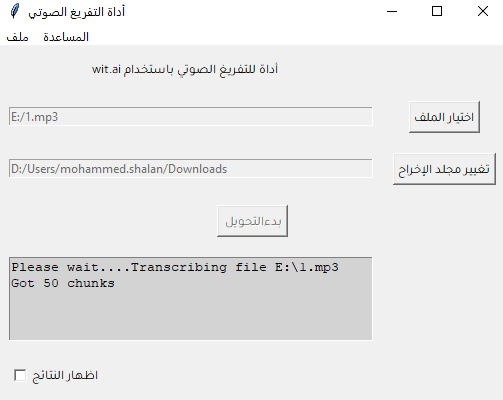 أداة التفريغ الصوتي
ملف المساعدة
أداة للتفريغ الصوتي باستخدام wit.ai
E:/1.mp3
اختيار الملف
D:/Users/mohammed.shalan/Downloads
تغيير مجلد الإخراج
بدءالتحويل
Please wait....Transcribing file E:\1.mp3
Got 50 chunks
اظهار النتائج